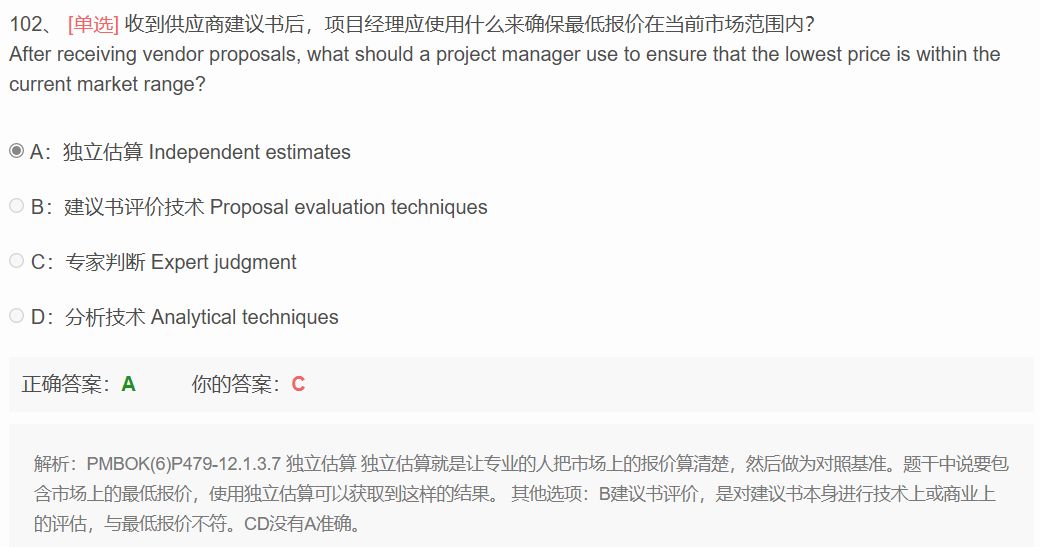 102、 [单选] 收到供应商建议书后，项目经理应使用什么来确保最低报价在当前市场范围内？
After receiving vendor proposals, what should a project manager use to ensure that the lowest price is within the
current market range?
A：独立估算 Independent estimates
B：建议书评价技术 Proposal evaluation techniques
C：专家判断 Expert judgment
D：分析技术 Analytical techniques
正确答案：A 你的答案：C
解析：PMBOK(6)P479-12.1.3.7 独立估算 独立估算就是让专业的人把市场上的报价算清楚，然后做为对照基准。题干中说要包
含市场上的最低报价，使用独立估算可以获取到这样的结果。 其他选项：B建议书评价，是对建议书本身进行技术上或商业上
的评估，与最低报价不符。CD没有A准确。